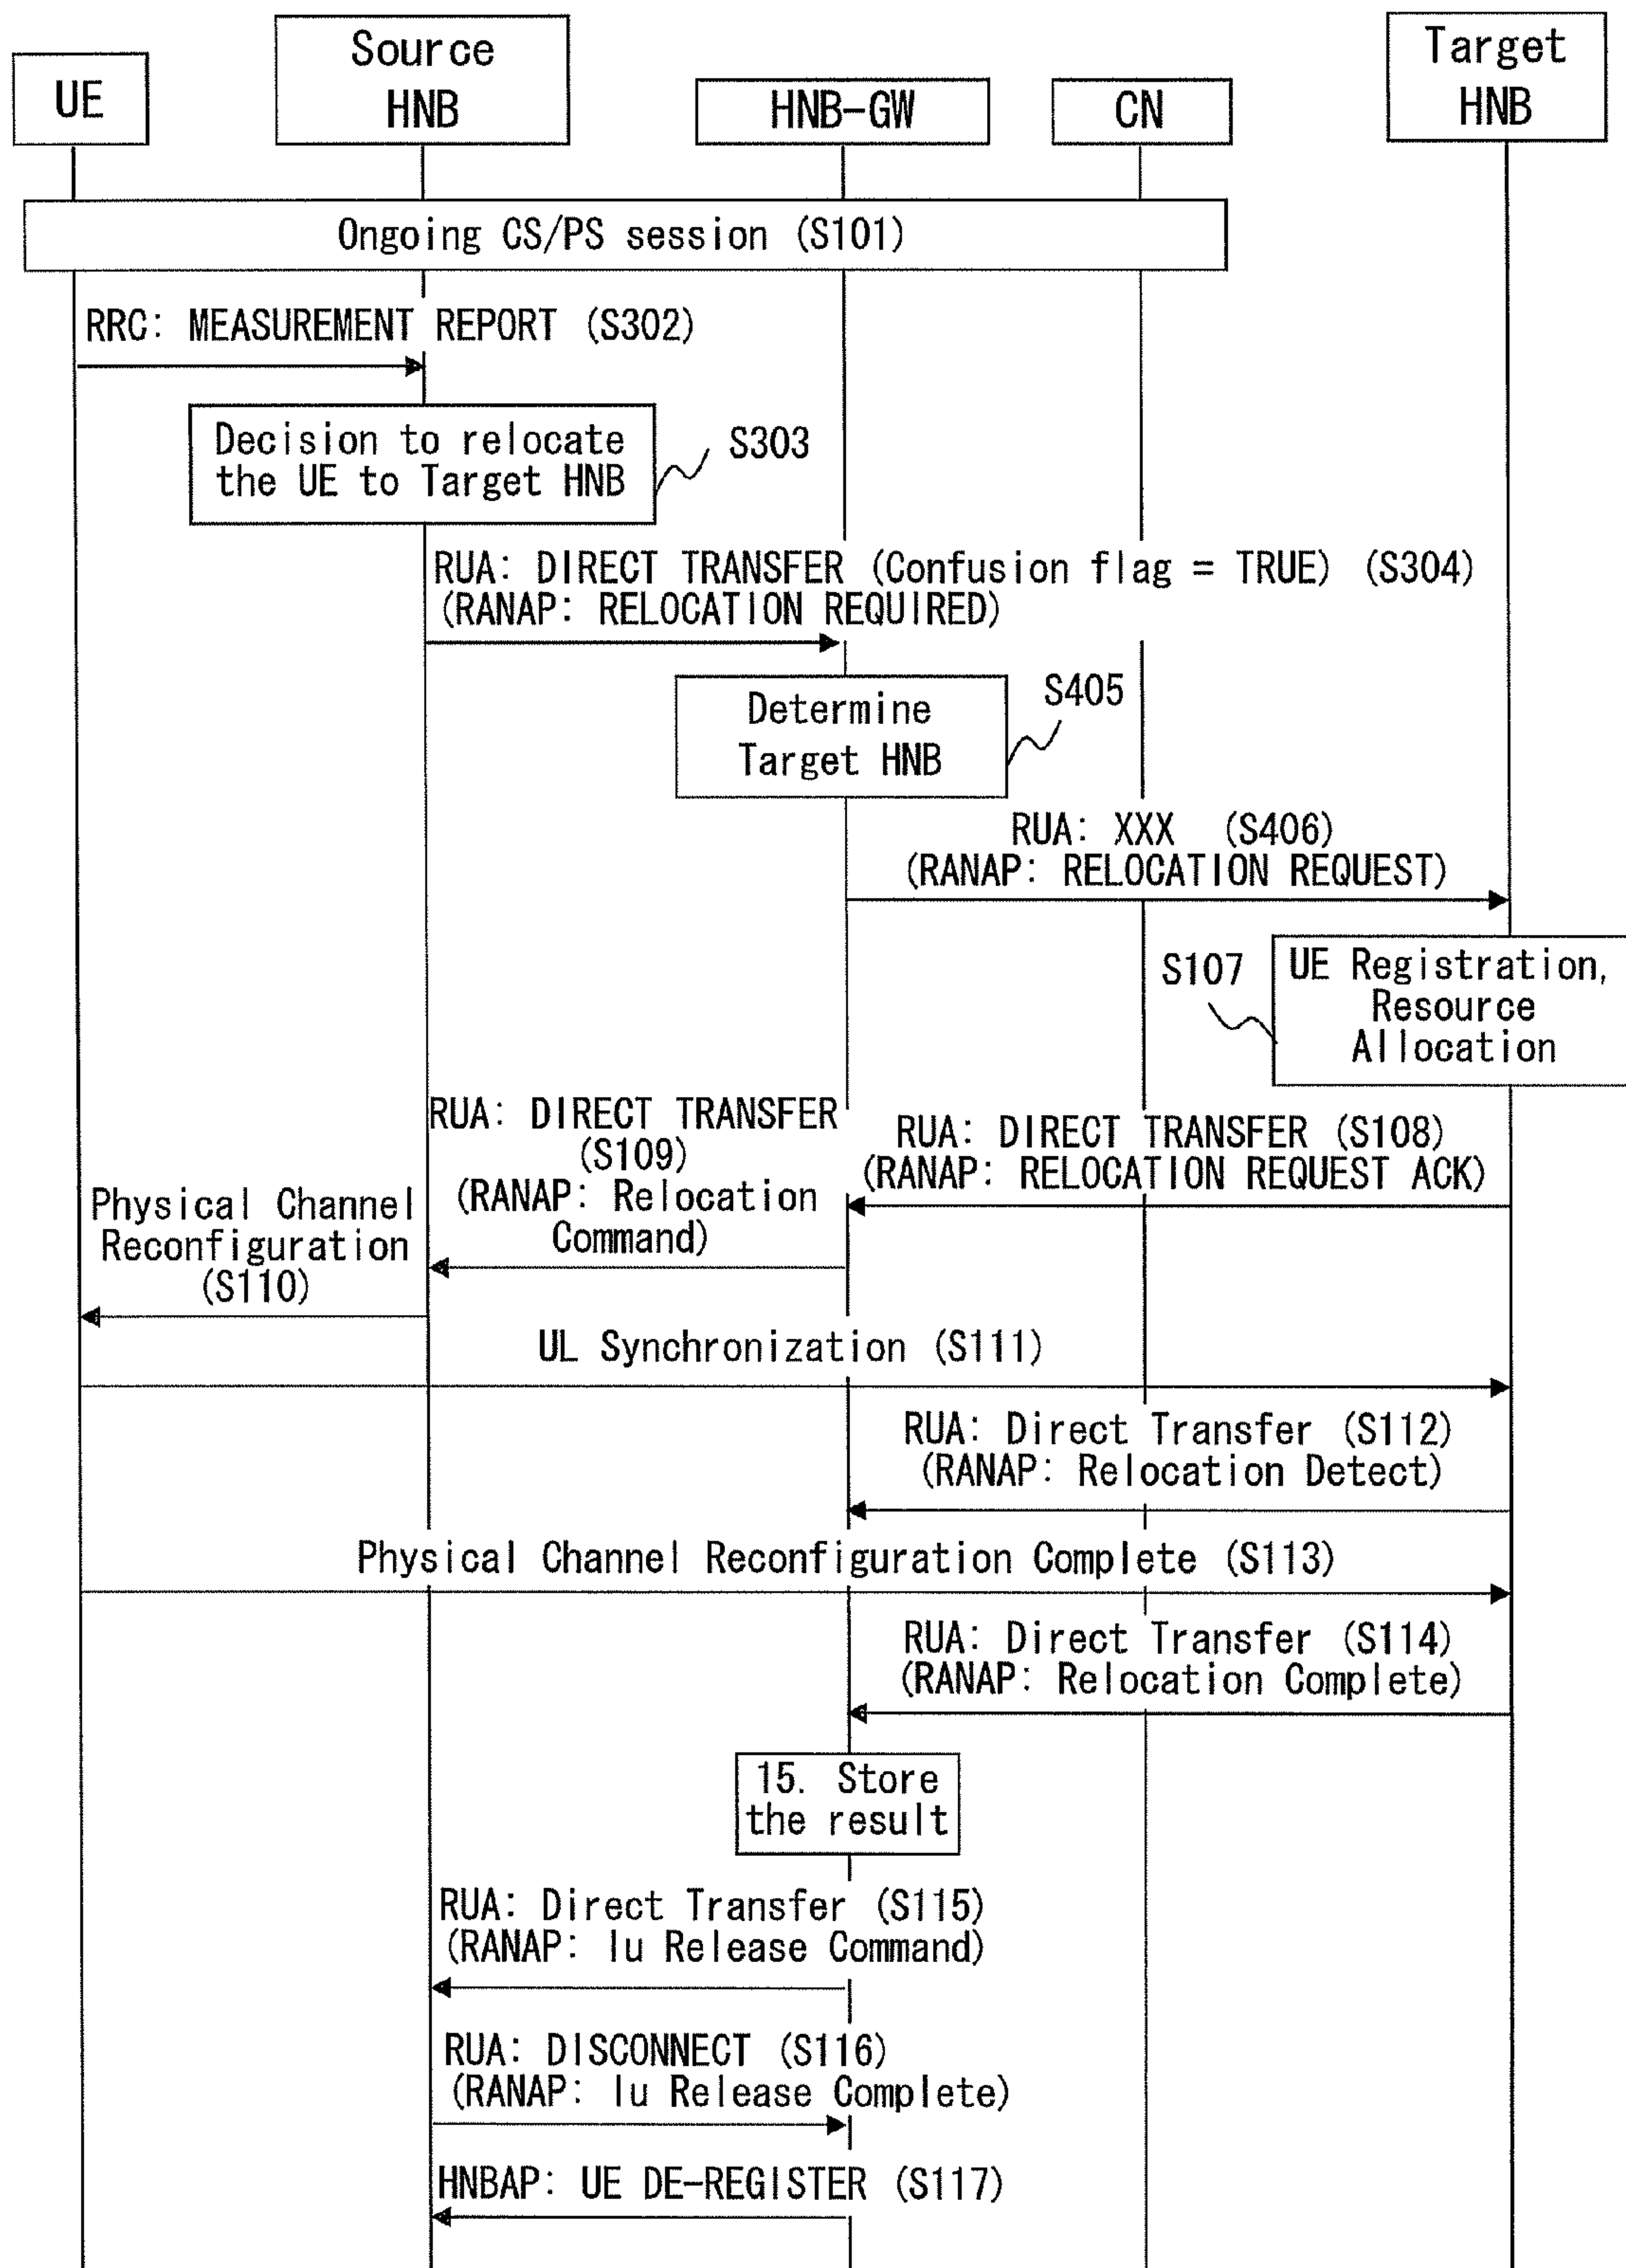 UE
Source
HNB
HNB-GW
CN
Target
HNB
Ongoing CS/PS session (S101)
RRC: MEASUREMENT REPORT (S302)
Decision to relocate
the UE to Target HNB
S303
RUA: DIRECT TRANSFER (Confusion flag = TRUE) (S304)
(RANAP: RELOCATION REQUIRED)
Determine
Target HNB
S405
RUA: XXX (S406)
(RANAP: RELOCATION REQUEST)
S107
UE Registration,
Resource
Allocation
RUA: DIRECT TRANSFER
(S109)
(RANAP: Relocation
Command)
RUA: DIRECT TRANSFER (S108)
(RANAP: RELOCATION REQUEST ACK)
Physical Channel
Reconfiguration
(S110)
UL Synchronization (S111)
RUA: Direct Transfer (S112)
(RANAP: Relocation Detect)
Physical Channel Reconfiguration Complete (S113)
RUA: Direct Transfer (S114)
(RANAP: Relocation Complete)
15. Store
the result
RUA: Direct Transfer (S115)
(RANAP: Iu Release Command)
RUA: DISCONNECT (S116)
(RANAP: Iu Release Complete)
HNBAP: UE DE-REGISTER (S117)